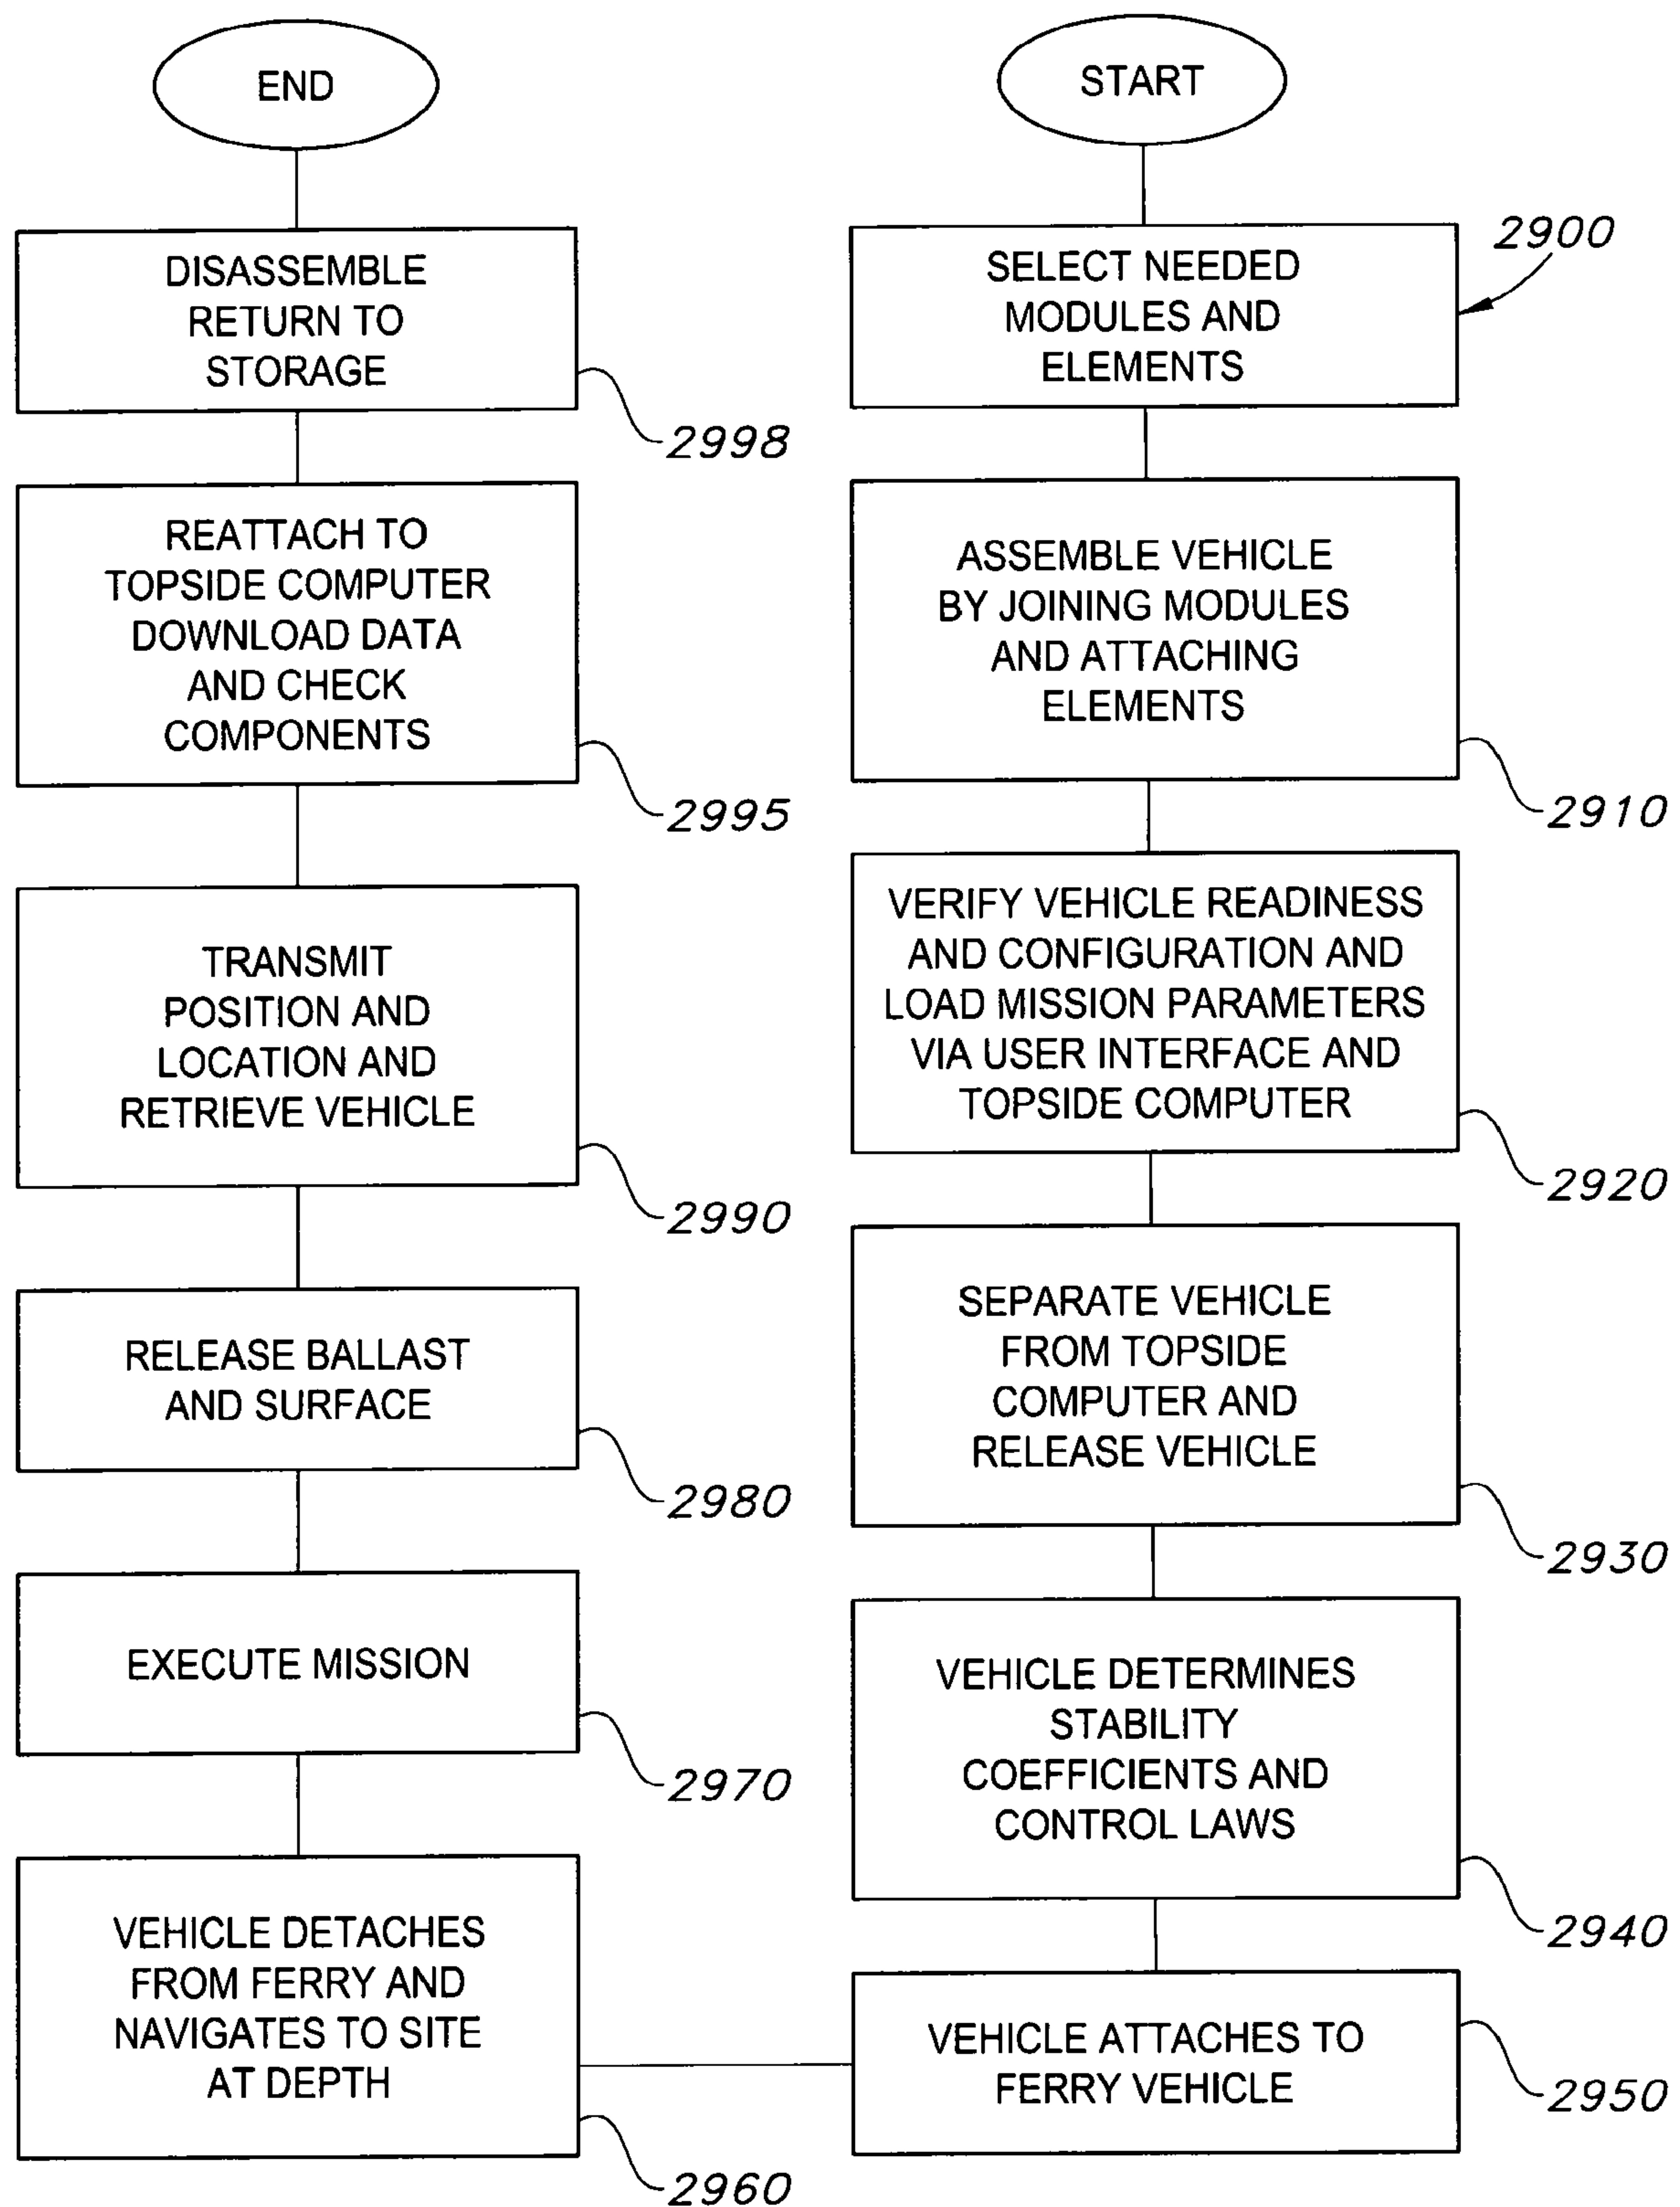 END
DISASSEMBLE
RETURN TO
STORAGE
2998
REATTACH TO
TOPSIDE COMPUTER
DOWNLOAD DATA
AND CHECK
COMPONENTS
2995
TRANSMIT
POSITION AND
LOCATION AND
RETRIEVE VEHICLE
2990
RELEASE BALLAST
AND SURFACE
2980
EXECUTE MISSION
2970
VEHICLE DETACHES
FROM FERRY AND
NAVIGATES TO SITE
AT DEPTH
2960
START
SELECT NEEDED
MODULES AND
ELEMENTS
2900
ASSEMBLE VEHICLE
BY JOINING MODULES
AND ATTACHING
ELEMENTS
2910
VERIFY VEHICLE READINESS
AND CONFIGURATION AND
LOAD MISSION PARAMETERS
VIA USER INTERFACE AND
TOPSIDE COMPUTER
2920
SEPARATE VEHICLE
FROM TOPSIDE
COMPUTER AND
RELEASE VEHICLE
2930
VEHICLE DETERMINES
STABILITY
COEFFICIENTS AND
CONTROL LAWS
2940
VEHICLE ATTACHES TO
FERRY VEHICLE
2950